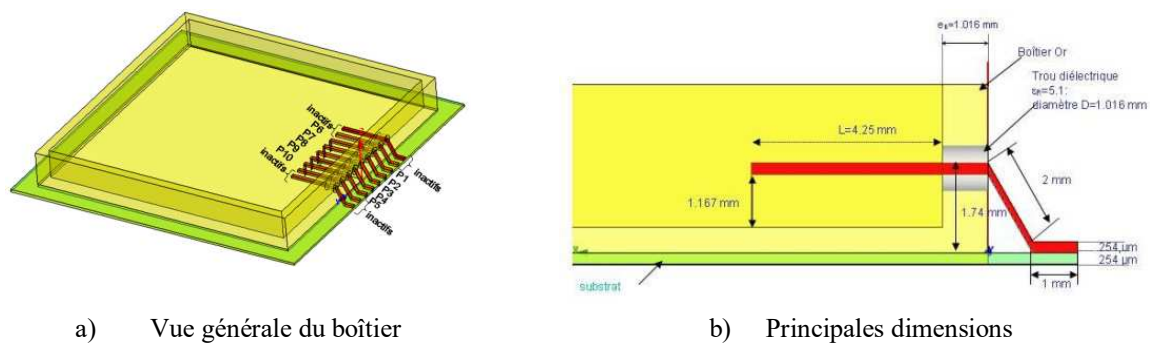 inactifs
P6
P7
P8
P9
P10
inactifs
inactifs
P1
P2
P3
P4
P5
inactifs
a) Vue générale du boîtier
1.016 mm
Boîtier Or
Trou diélectrique
=5.1:
diamètre D=1.016 mm
L=4.25 mm
2 mm
1.167 mm
1.74 mm
254 µm
254 µm
1 mm
substrat
b) Principales dimensions